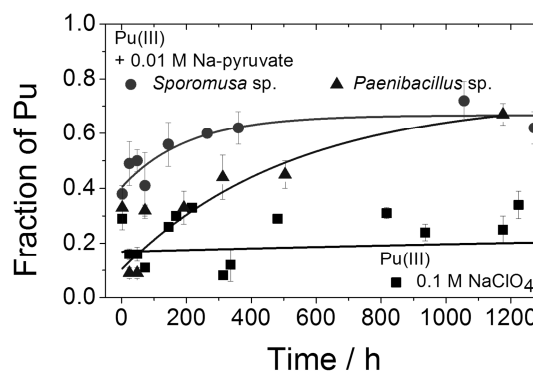 Pu(III)
+ 0.01 M Na-pyruvate
Sporomusa sp.
Paenibacillus sp.
1.0
0.8
0.6
0.4
0.2
0.0
Fraction of Pu
Pu(III)
0.1 M NaClO4
0 200 400 600 800 1000 1200
Time / h